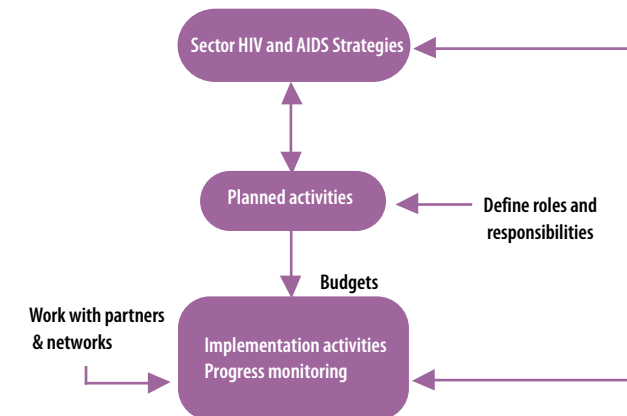 Sector HIV and AIDS Strategies
Planned activities
Define roles and
responsibilities
Budgets
Work with partners
& networks
Implementation activities
Progress monitoring